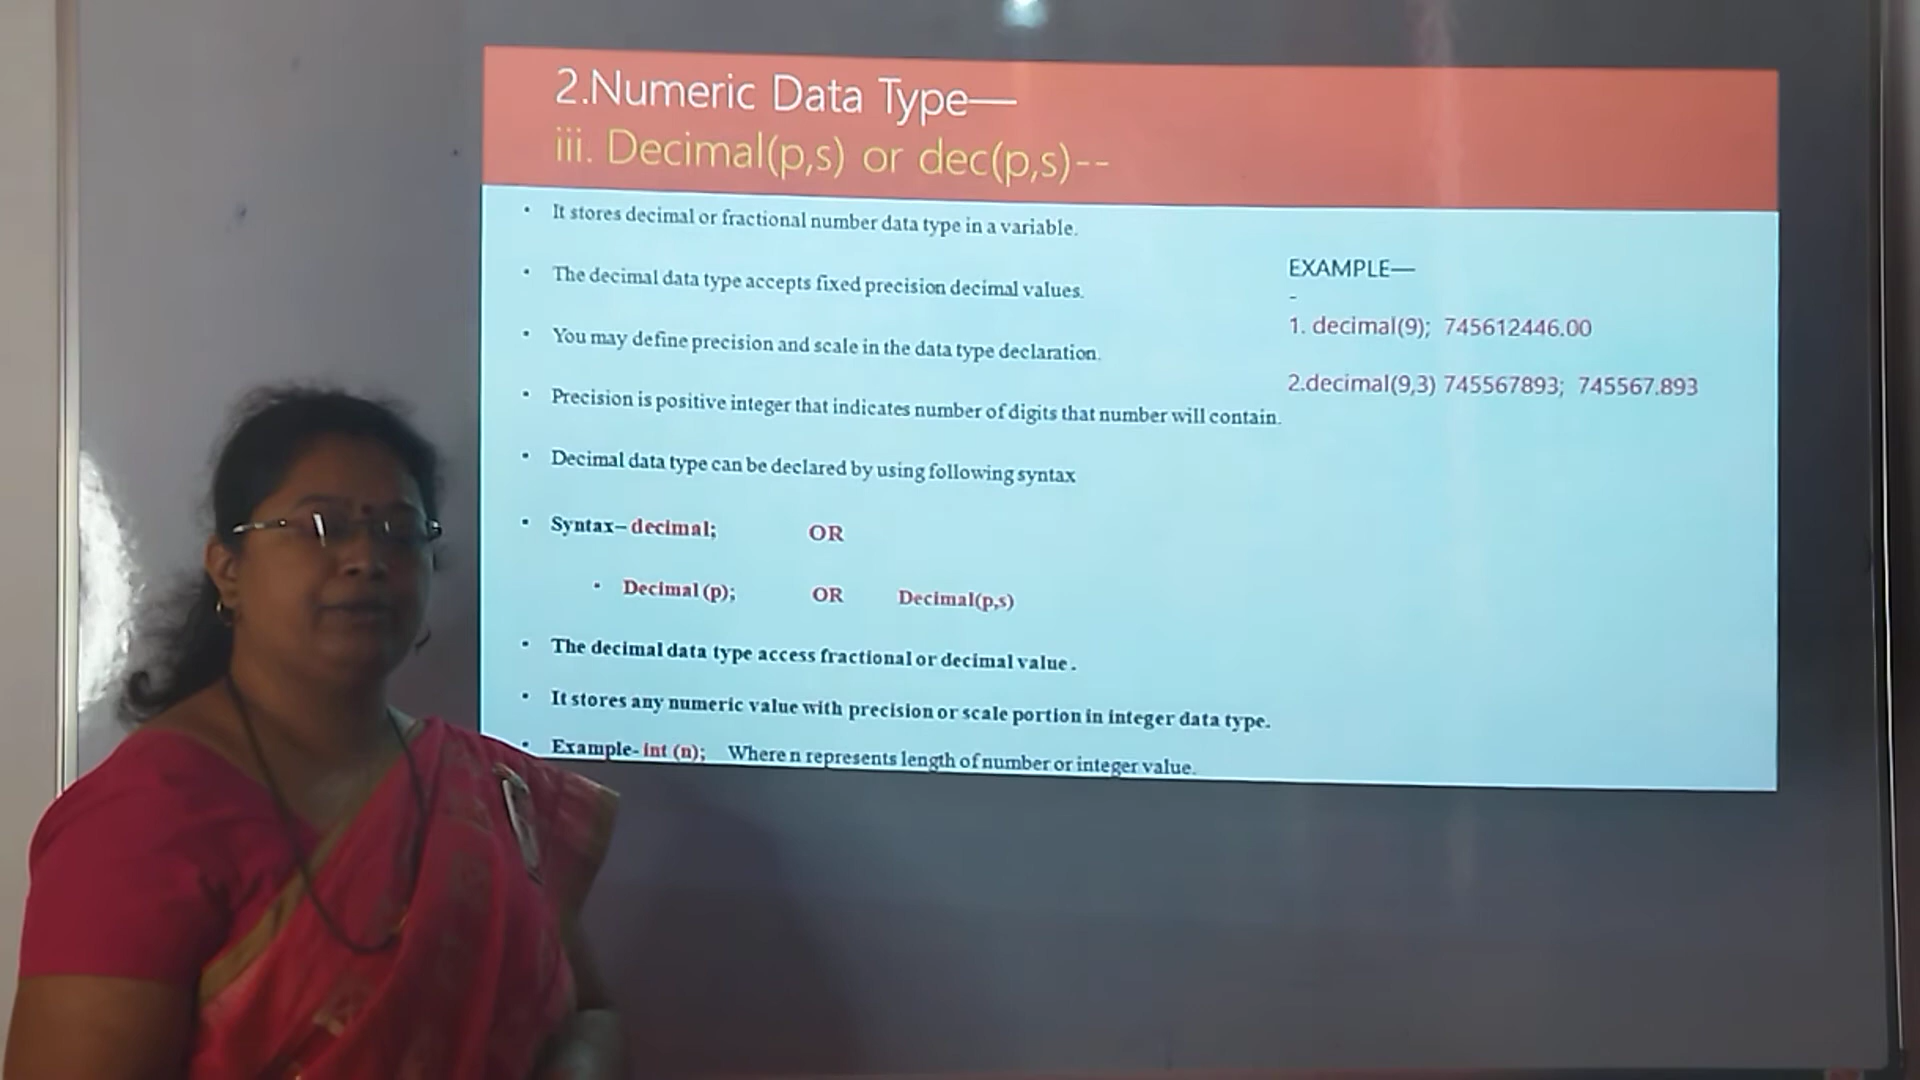 2.Numeric Data Type—
iii. Decimal(p,s) or dec(p,s)--
• It stores decimal or fractional number data type in a variable.
• The decimal data type accepts fixed precision decimal values.
• You may define precision and scale in the data type declaration.
• Precision is positive integer that indicates number of digits that number will contain.
• Decimal data type can be declared by using following syntax
• Syntax– decimal; OR
• Decimal (p); OR Decimal(p,s)
• The decimal data type access fractional or decimal value .
• It stores any numeric value with precision or scale portion in integer data type.
• Example- int (n); Where n represents length of number or integer value.
EXAMPLE—
-
1. decimal(9); 745612446.00
2.decimal(9,3) 745567893; 745567.893